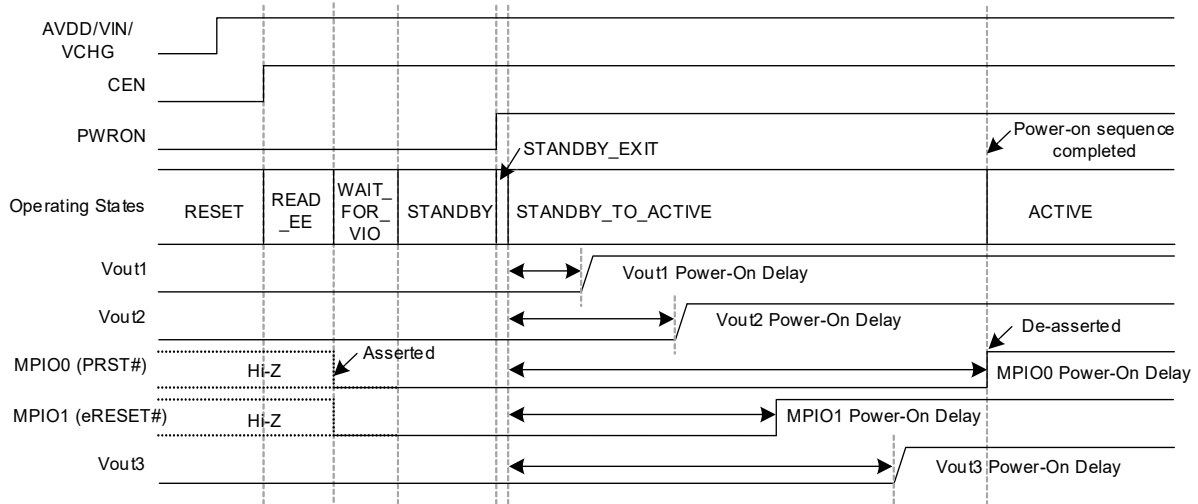 AVDD/VIN/
VCHG
CEN
PWRON
Power-on sequence
completed
STANDBY_EXIT
Operating States
RESET
READ
_EE
WAIT_
FOR_
VIO
STANDBY
STANDBY_TO_ACTIVE
ACTIVE
Vout1
Vout1 Power-On Delay
Vout2
Vout2 Power-On Delay
De-asserted
MPIO0 (PRST#)
Hi-Z
Asserted
MPIO0 Power-On Delay
MPIO1 (eRESET#)
Hi-Z
MPIO1 Power-On Delay
Vout3
Vout3 Power-On Delay